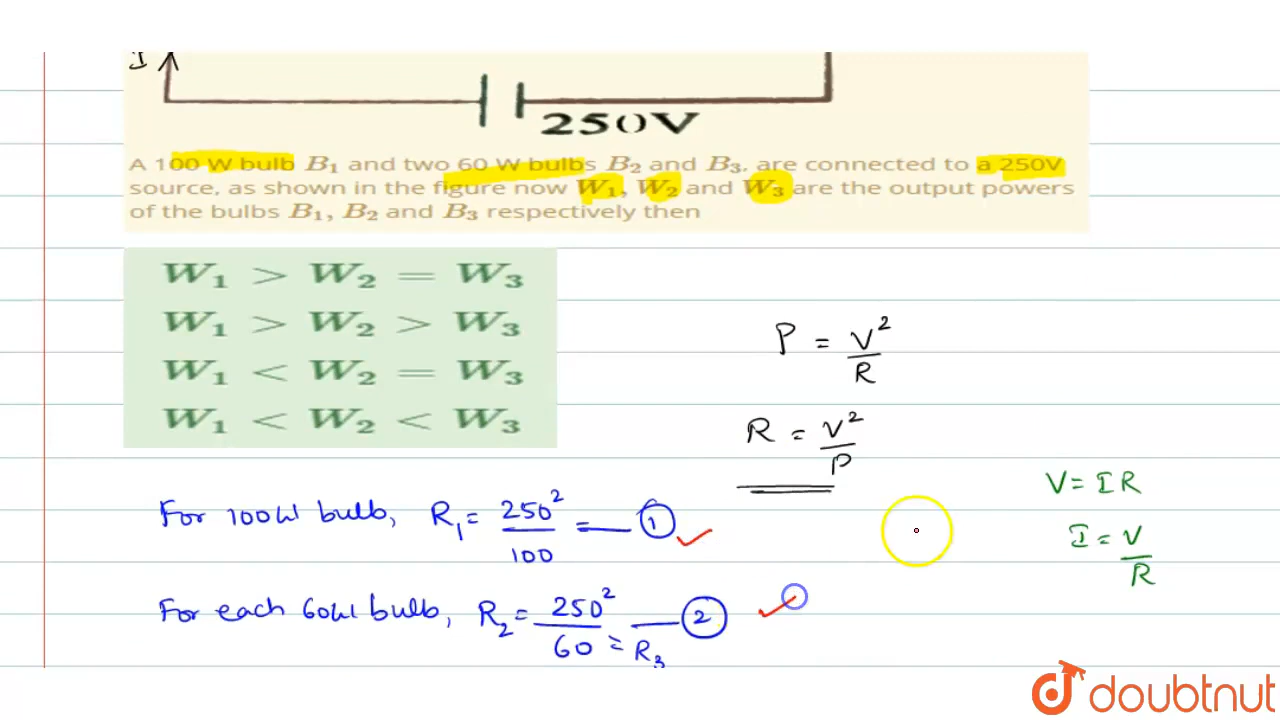 I
250V
A 100 W bulb B₁ and two 60 W bulbs B₂ and B₃, are connected to a 250V
source, as shown in the figure now W₁, W₂ and W₃ are the output powers
of the bulbs B₁, B₂ and B₃ respectively then
W₁ > W₂ = W₃
W₁ > W₂ > W₃
W₁ < W₂ = W₃
W₁ < W₂ < W₃
P = V²/R
R = V²/P
V = IR
I = V/R
For 100W bulb, R₁ = 250²/100 = — ①
For each 60W bulb, R₂ = 250²/60 = R₃ — ②
doubtnut